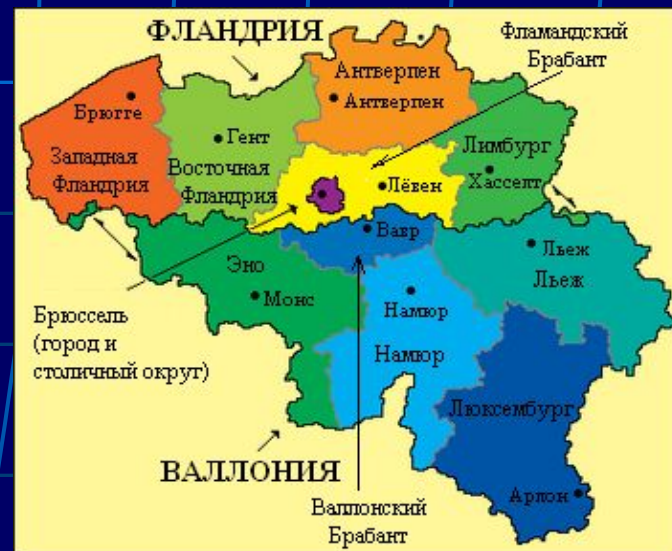 ФЛАНДРИЯ
Фламандский
Брабант
Антверпен
Антверпен
Брюгге
Гент
Западная
Фландрия
Восточная
Фландрия
Лимбург
Хасселт
Лёвен
Вавр
Эно
Монс
Льеж
Льеж
Намюр
Намюр
Брюссель
(город и
столичный округ)
Люксембург
ВАЛЛОНИЯ
Арлон
Валлонский
Брабант